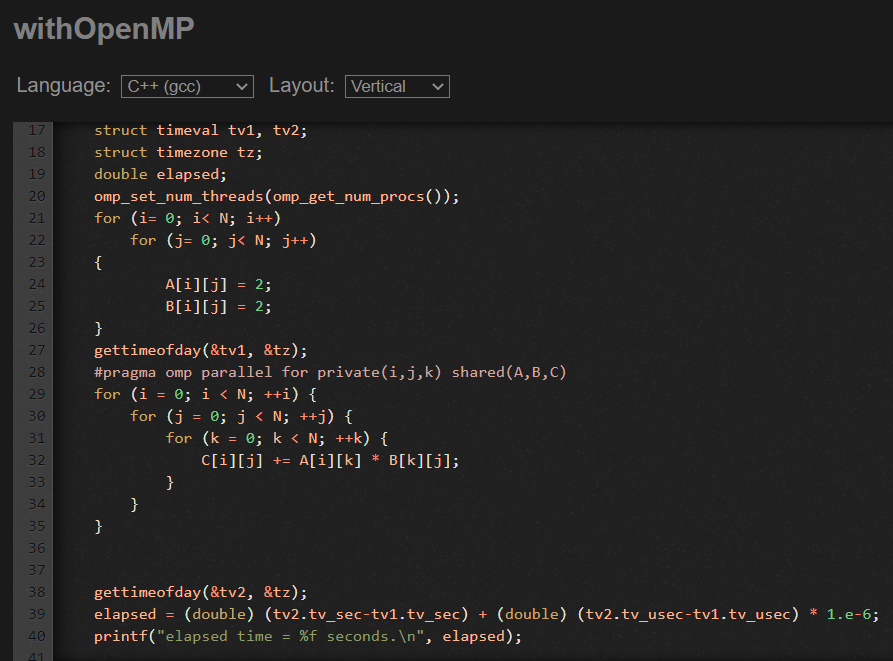 withOpenMP
Language: C++ (gcc) Layout: Vertical
17 struct timeval tv1, tv2;
18 struct timezone tz;
19 double elapsed;
20 omp_set_num_threads(omp_get_num_procs());
21 for (i= 0; i< N; i++)
22 for (j= 0; j< N; j++)
23 {
24 A[i][j] = 2;
25 B[i][j] = 2;
26 }
27 gettimeofday(&tv1, &tz);
28 #pragma omp parallel for private(i,j,k) shared(A,B,C)
29 for (i = 0; i < N; ++i) {
30 for (j = 0; j < N; ++j) {
31 for (k = 0; k < N; ++k) {
32 C[i][j] += A[i][k] * B[k][j];
33 }
34 }
35 }
36
37
38 gettimeofday(&tv2, &tz);
39 elapsed = (double) (tv2.tv_sec-tv1.tv_sec) + (double) (tv2.tv_usec-tv1.tv_usec) * 1.e-6;
40 printf("elapsed time = %f seconds.\n", elapsed);
41